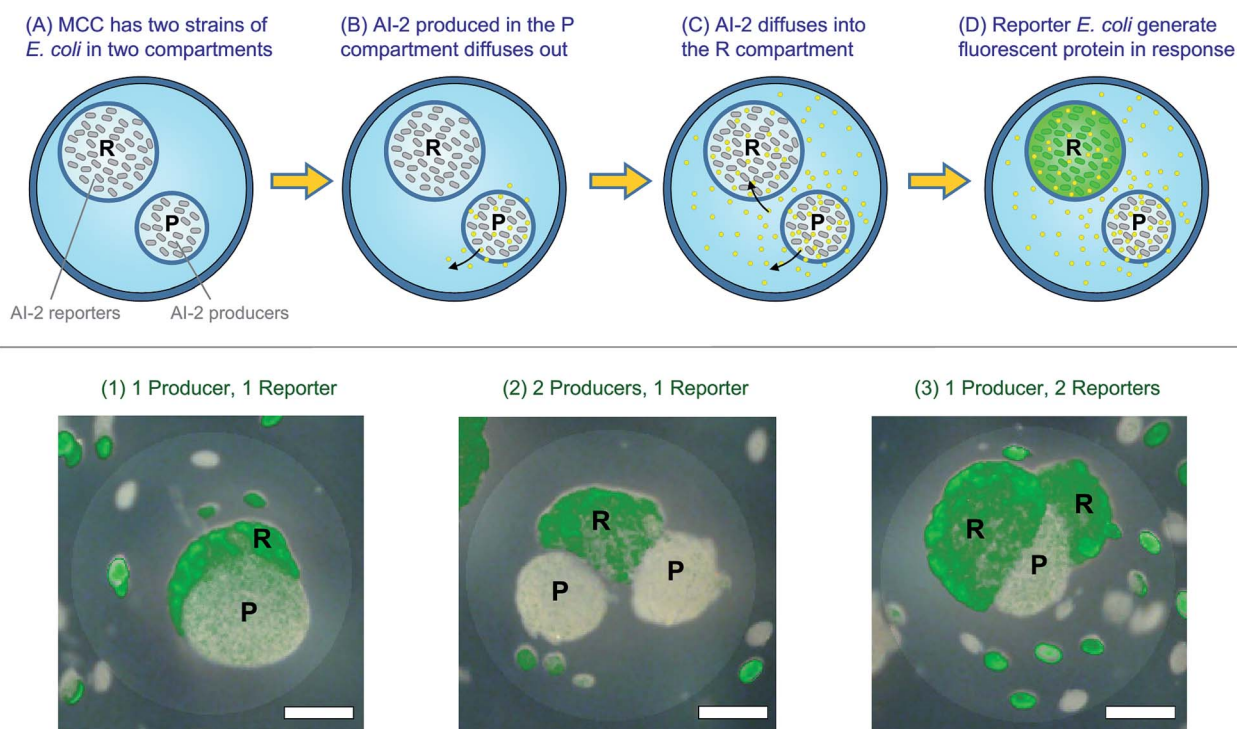 (A) MCC has two strains of
E. coli in two compartments
(B) AI-2 produced in the P
compartment diffuses out
(C) AI-2 diffuses into
the R compartment
(D) Reporter E. coli generate
fluorescent protein in response
R
P
AI-2 reporters
AI-2 producers
R
P
R
P
R
P
(1) 1 Producer, 1 Reporter
(2) 2 Producers, 1 Reporter
(3) 1 Producer, 2 Reporters
R
P
R
P
P
R
R
P